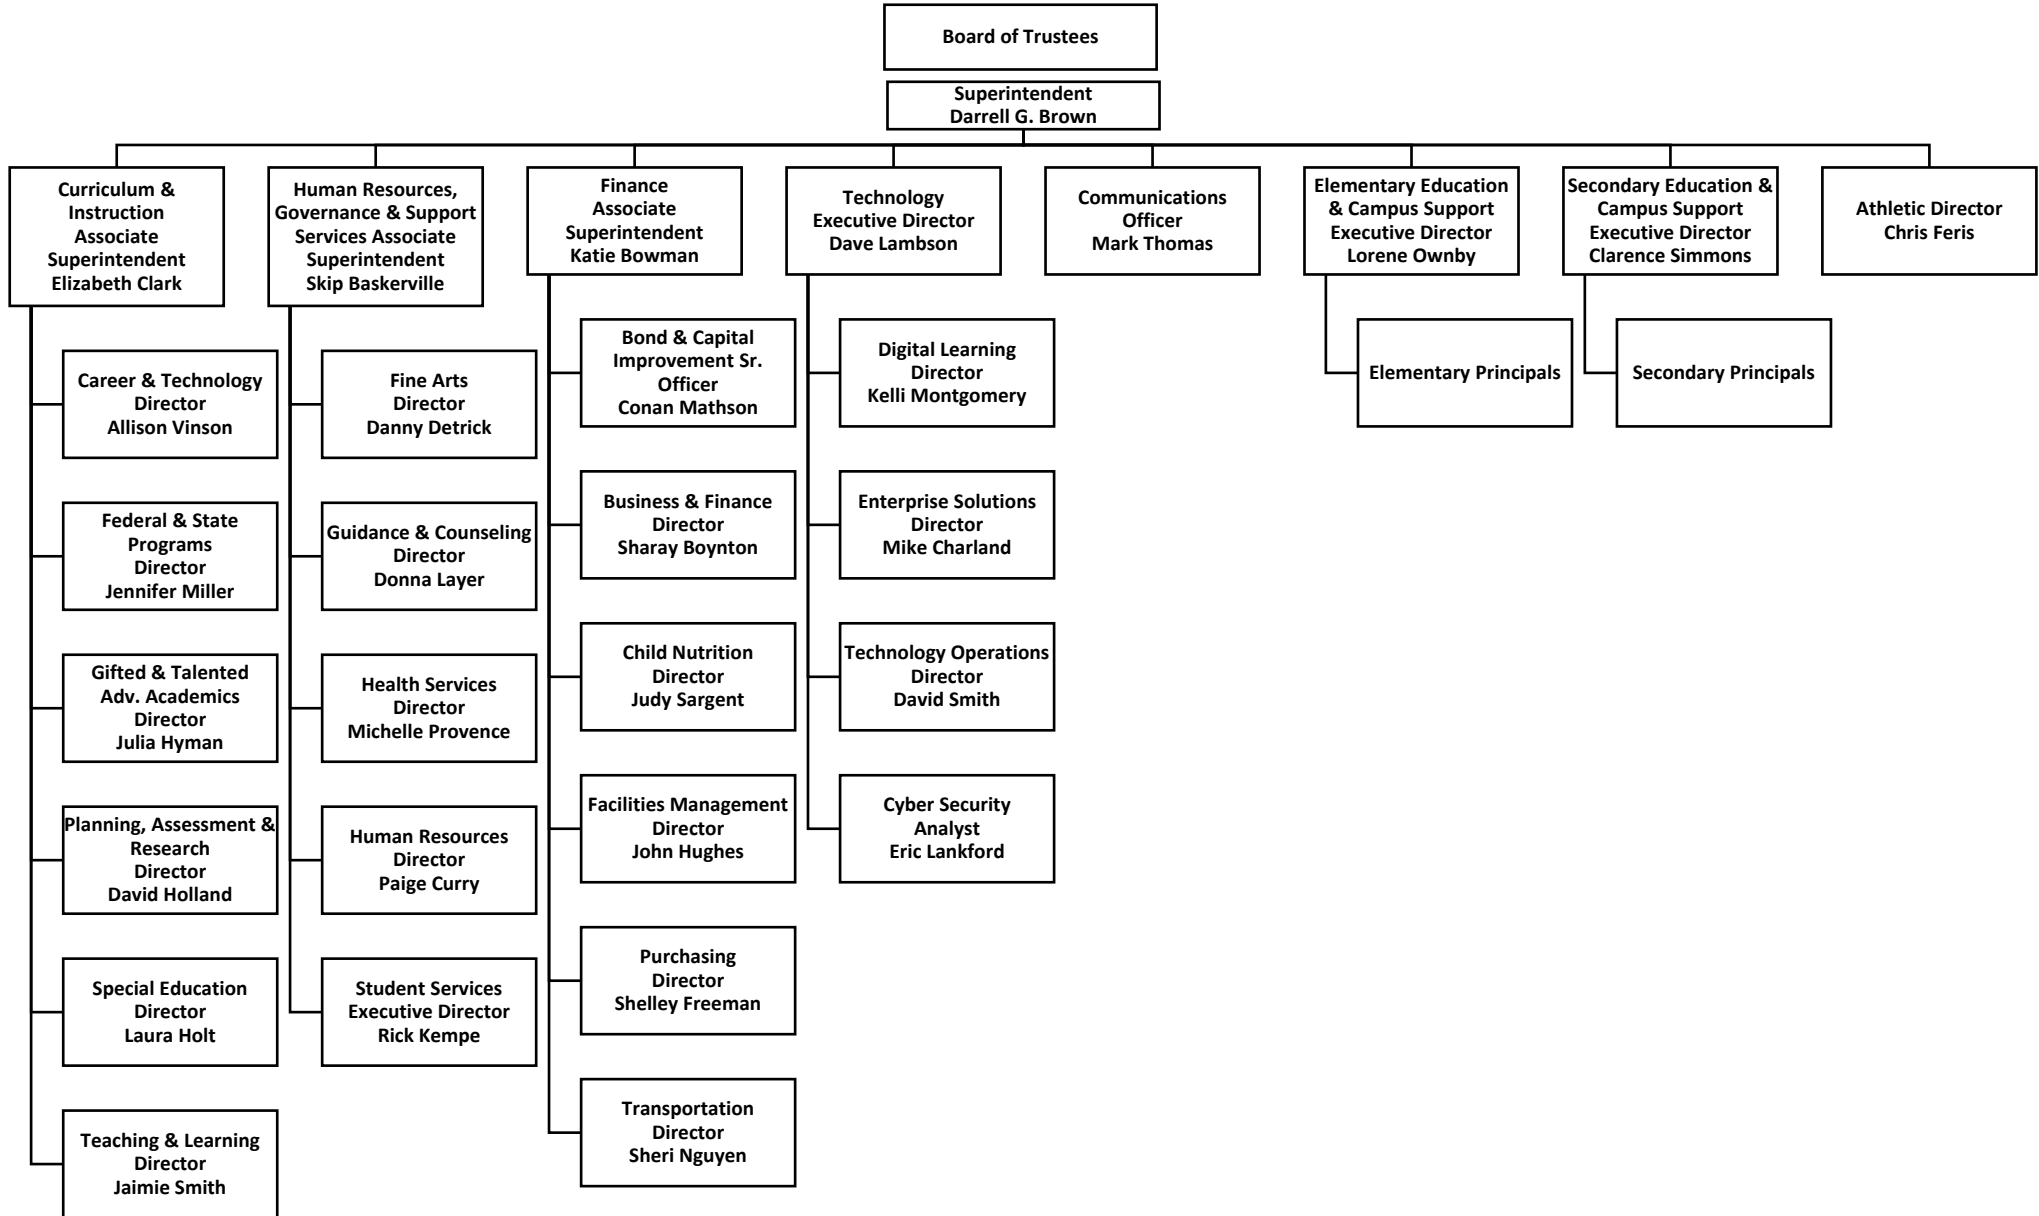 Board of Trustees
Superintendent
Darrell G. Brown
Curriculum &
Instruction
Associate
Superintendent
Elizabeth Clark
Human Resources,
Governance & Support
Services Associate
Superintendent
Skip Baskerville
Finance
Associate
Superintendent
Katie Bowman
Technology
Executive Director
Dave Lambson
Communications
Officer
Mark Thomas
Elementary Education
& Campus Support
Executive Director
Lorene Ownby
Secondary Education &
Campus Support
Executive Director
Clarence Simmons
Athletic Director
Chris Feris
Career & Technology
Director
Allison Vinson
Federal & State
Programs
Director
Jennifer Miller
Gifted & Talented
Adv. Academics
Director
Julia Hyman
Planning, Assessment &
Research
Director
David Holland
Special Education
Director
Laura Holt
Teaching & Learning
Director
Jaimie Smith
Fine Arts
Director
Danny Detrick
Guidance & Counseling
Director
Donna Layer
Health Services
Director
Michelle Provence
Human Resources
Director
Paige Curry
Student Services
Executive Director
Rick Kempe
Bond & Capital
Improvement Sr.
Officer
Conan Mathson
Business & Finance
Director
Sharay Boynton
Child Nutrition
Director
Judy Sargent
Facilities Management
Director
John Hughes
Purchasing
Director
Shelley Freeman
Transportation
Director
Sheri Nguyen
Digital Learning
Director
Kelli Montgomery
Enterprise Solutions
Director
Mike Charland
Technology Operations
Director
David Smith
Cyber Security
Analyst
Eric Lankford
Elementary Principals
Secondary Principals